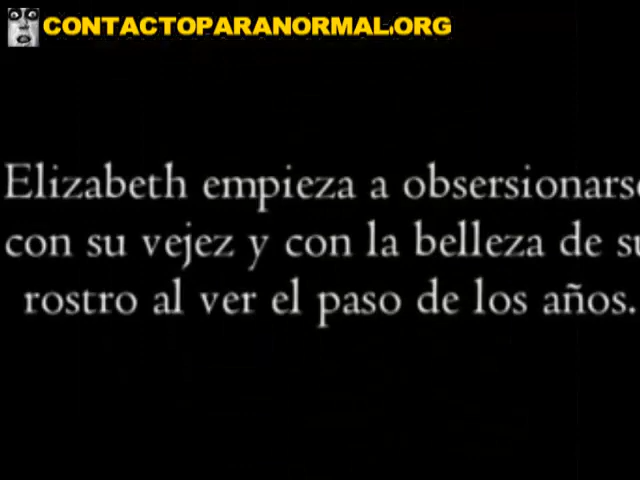 CONTACTOPARANORMAL.ORG
Elizabeth empieza a obsersionarse
con su vejez y con la belleza de su
rostro al ver el paso de los años.